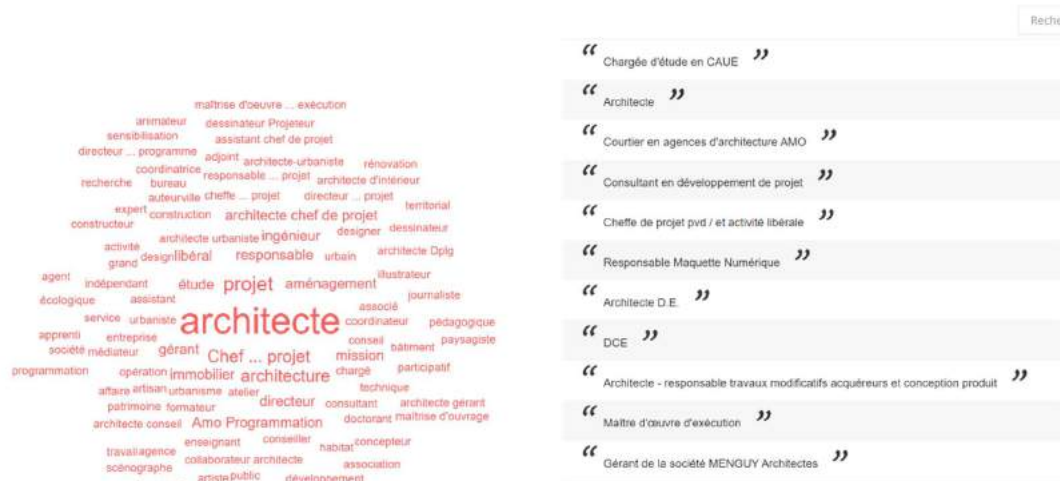 maîtrise d'oeuvre ... exécution
animateur dessinateur Projeteur
sensibilisation assistant chef de projet
directeur ... programme adjoint architecte-urbaniste rénovation
coordinatrice responsable ... projet architecte d'intérieur
recherche bureau
auteurville cheffe ... projet directeur ... projet
expert construction architecte chef de projet territorial
constructeur architecte urbaniste ingénieur designer dessinateur
activité
grand design libéral responsable urbain architecte Dplg
agent indépendant étude projet aménagement illustrateur
écologique assistant associé journaliste
service urbaniste architecte coordinateur pédagogique
apprenti entreprise conseil bâtiment paysagiste
société médiateur gérant Chef ... projet mission
programmation opération immobilier architecture chargé participatif
affaire artisan urbanisme atelier technique
patrimoine formateur directeur consultant architecte gérant
architecte conseil Amo Programmation doctorant maîtrise d'ouvrage
enseignant conseiller habitat concepteur
travail agence collaborateur architecte
scénographe association
artiste public développement
Reche
“ Chargée d'étude en CAUE ”
“ Architecte ”
“ Courtier en agences d'architecture AMO ”
“ Consultant en développement de projet ”
“ Cheffe de projet pvd / et activité libérale ”
“ Responsable Maquette Numérique ”
“ Architecte D.E. ”
“ DCE ”
“ Architecte - responsable travaux modificatifs acquéreurs et conception produit ”
“ Maître d'œuvre d'exécution ”
“ Gérant de la société MENGUY Architectes ”